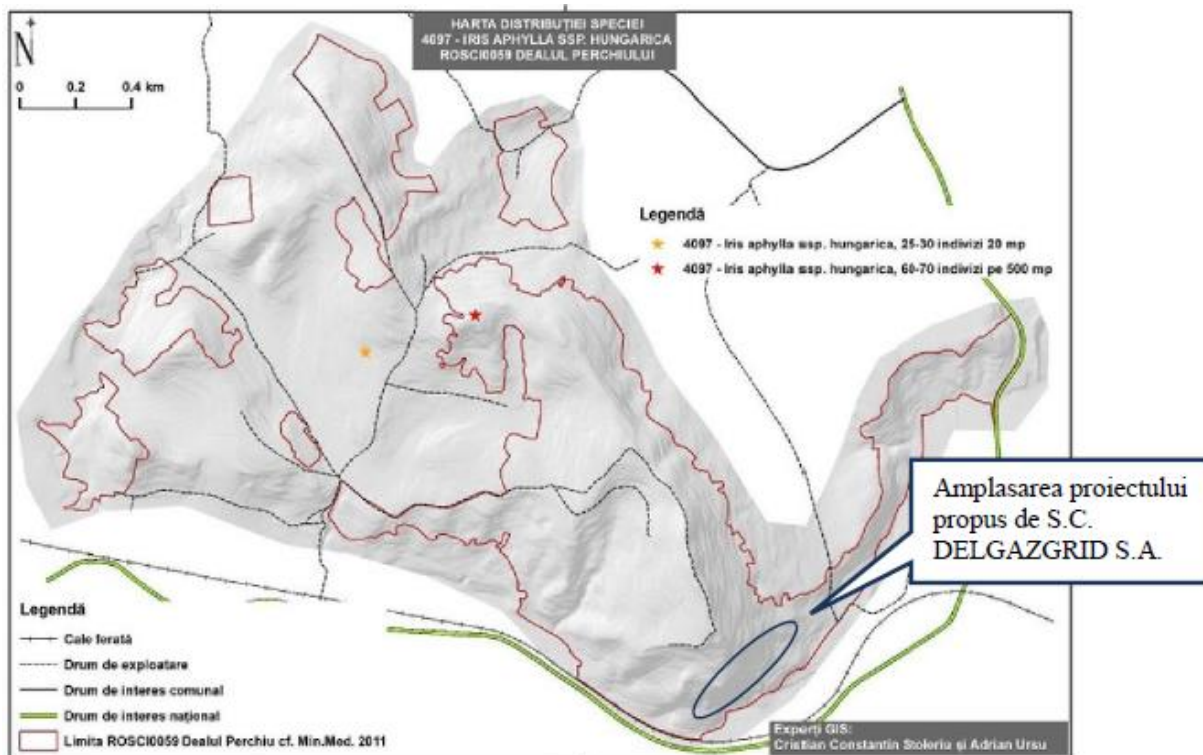 HARTA DISTRIBUȚIEI SPECIEI
4097 - IRIS APHYLLA SSP. HUNGARICA
ROSCI0059 DEALUL PERCHIULUI
N
0 0.2 0.4 km
Legendă
4097 - Iris aphylla ssp. hungarica, 25-30 indivizi 20 mp
4097 - Iris aphylla ssp. hungarica, 60-70 indivizi pe 500 mp
Amplasarea proiectului
propus de S.C.
DELGAZGRID S.A.
Legendă
Cale ferată
Drum de exploatare
Drum de interes comunal
Drum de interes național
Limita ROSCI0059 Dealul Perchiu cf. Min.Med. 2011
Experți GIS:
Cristian Constantin Stoleriu și Adrian Ursu